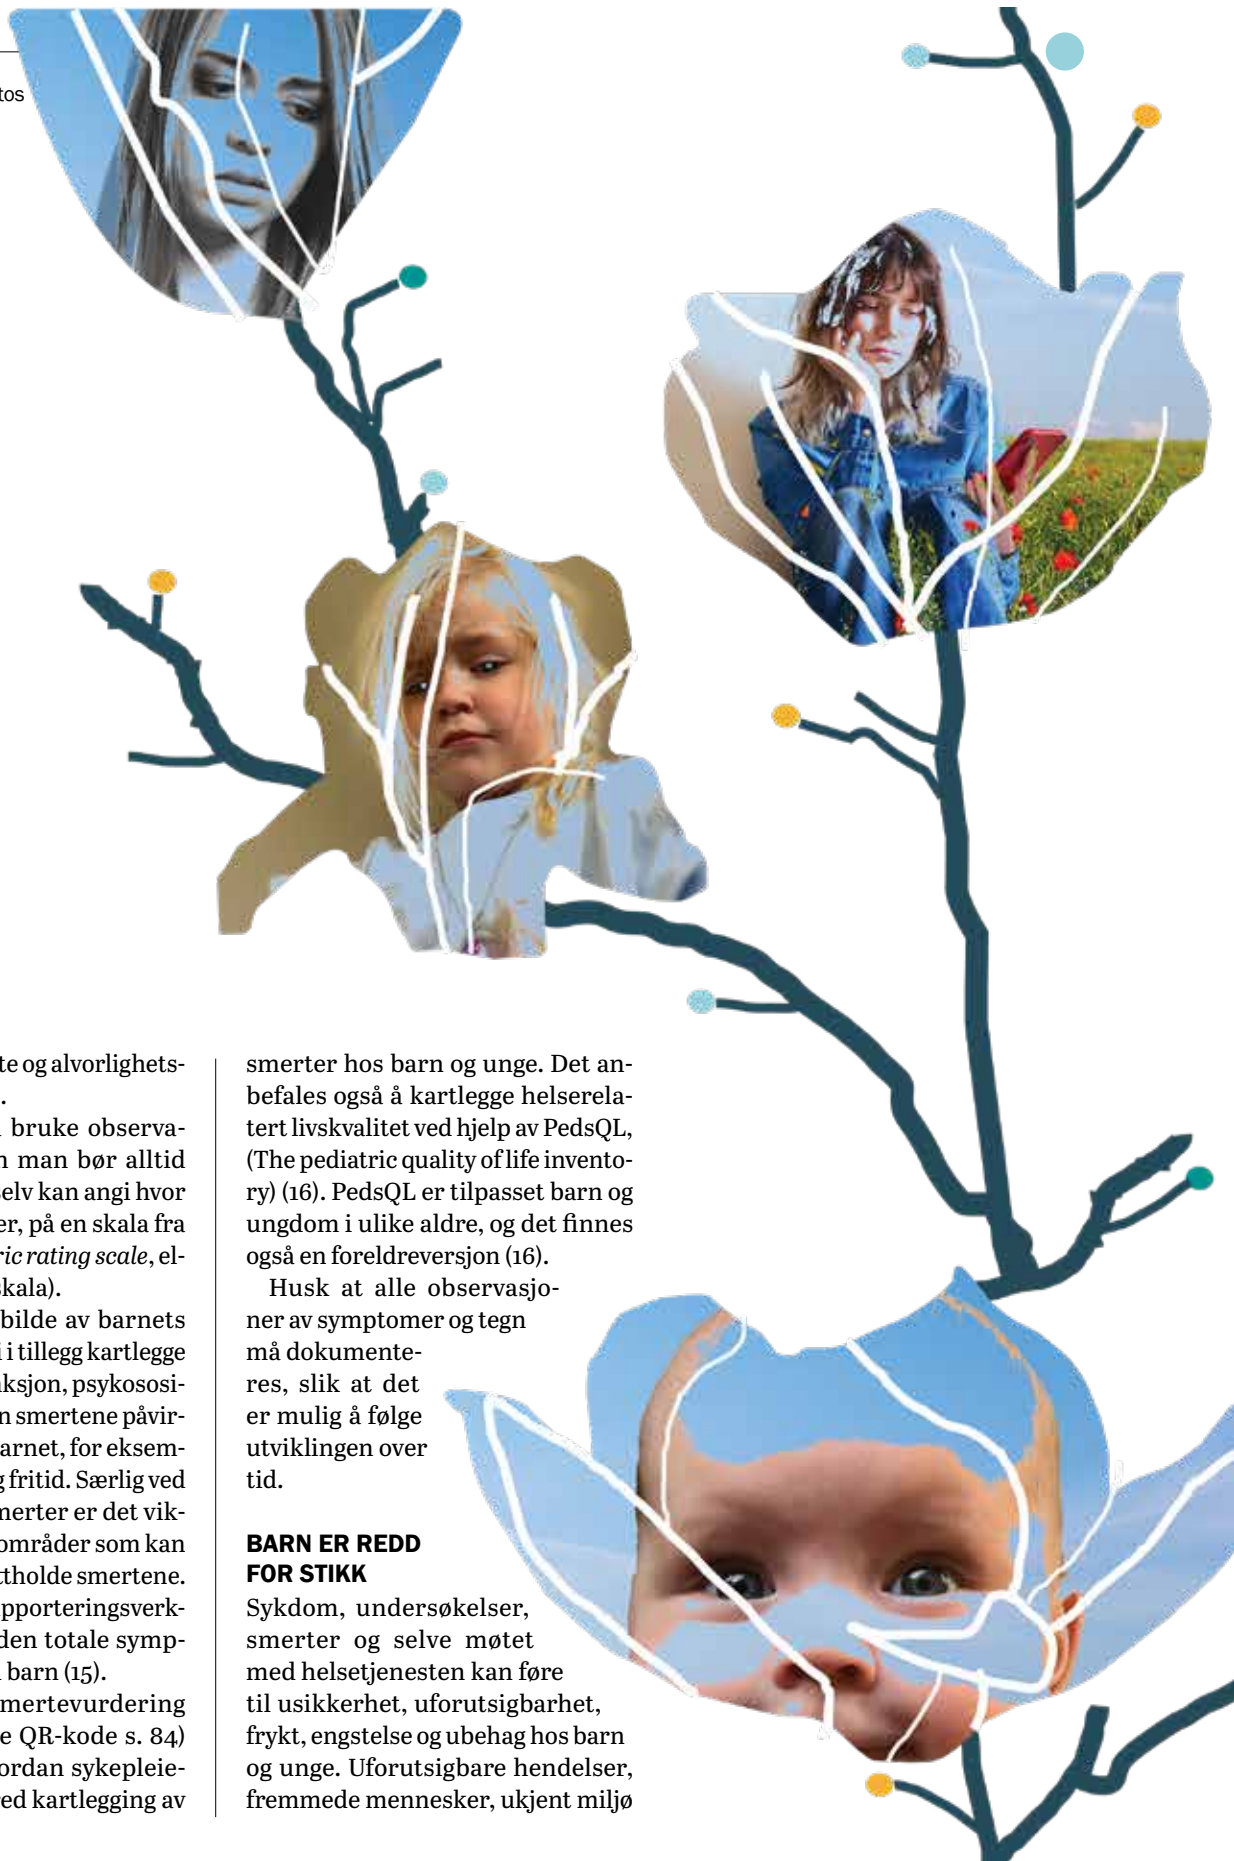 tos
te og alvorlighets-
.
bruke observa-
n man bør alltid
selv kan angi hvor
er, på en skala fra
ric rating scale, el-
skala).
bilde av barnets
i i tillegg kartlegge
ksjon, psykososi-
n smertene påvir-
arnet, for eksem-
g fritid. Særlig ved
merter er det vik-
områder som kan
ttholde smertene.
pporteringsverk-
den totale symp-
barn (15).
mertevurdering
e QR-kode s. 84)
ordan sykepleie-
red kartlegging av
smerter hos barn og unge. Det an-
befales også å kartlegge helserela-
tert livskvalitet ved hjelp av PedsQL,
(The pediatric quality of life invento-
ry) (16). PedsQL er tilpasset barn og
ungdom i ulike aldre, og det finnes
også en foreldreversjon (16).
Husk at alle observasjo-
ner av symptomer og tegn
må dokumente-
res, slik at det
er mulig å følge
utviklingen over
tid.
BARN ER REDD
FOR STIKK
Sykdom, undersøkelser,
smerter og selve møtet
med helsetjenesten kan føre
til usikkerhet, uforutsigbarhet,
frykt, engstelse og ubehag hos barn
og unge. Uforutsigbare hendelser,
fremmede mennesker, ukjent miljø